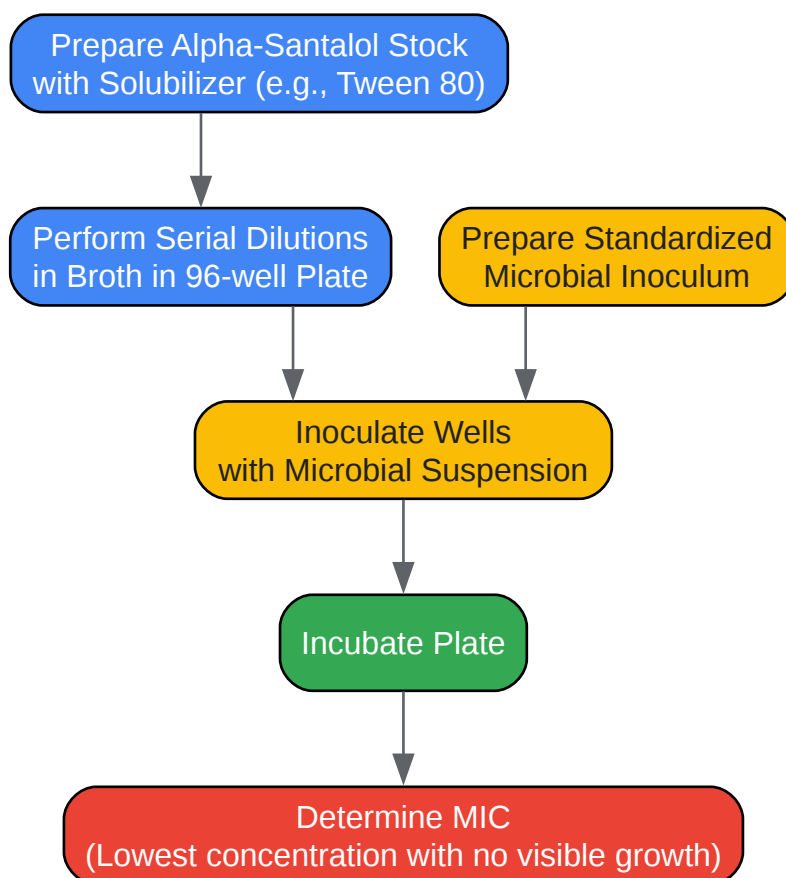 Prepare Alpha-Santalol Stock
with Solubilizer (e.g., Tween 80)
Perform Serial Dilutions
in Broth in 96-well Plate
Prepare Standardized
Microbial Inoculum
Inoculate Wells
with Microbial Suspension
Incubate Plate
Determine MIC
(Lowest concentration with no visible growth)